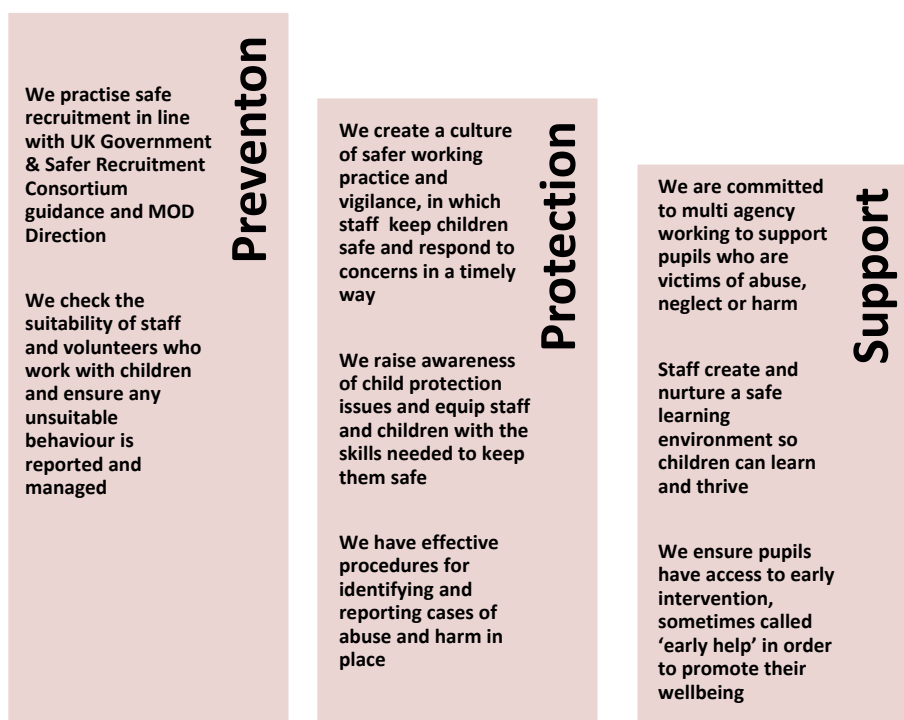 Preventon
We practise safe
recruitment in line
with UK Government
& Safer Recruitment
Consortium
guidance and MOD
Direction
We check the
suitability of staff
and volunteers who
work with children
and ensure any
unsuitable
behaviour is
reported and
managed
Protection
We create a culture
of safer working
practice and
vigilance, in which
staff keep children
safe and respond to
concerns in a timely
way
We raise awareness
of child protection
issues and equip staff
and children with the
skills needed to keep
them safe
We have effective
procedures for
identifying and
reporting cases of
abuse and harm in
place
Support
We are committed
to multi agency
working to support
pupils who are
victims of abuse,
neglect or harm
Staff create and
nurture a safe
learning
environment so
children can learn
and thrive
We ensure pupils
have access to early
intervention,
sometimes called
‘early help’ in order
to promote their
wellbeing